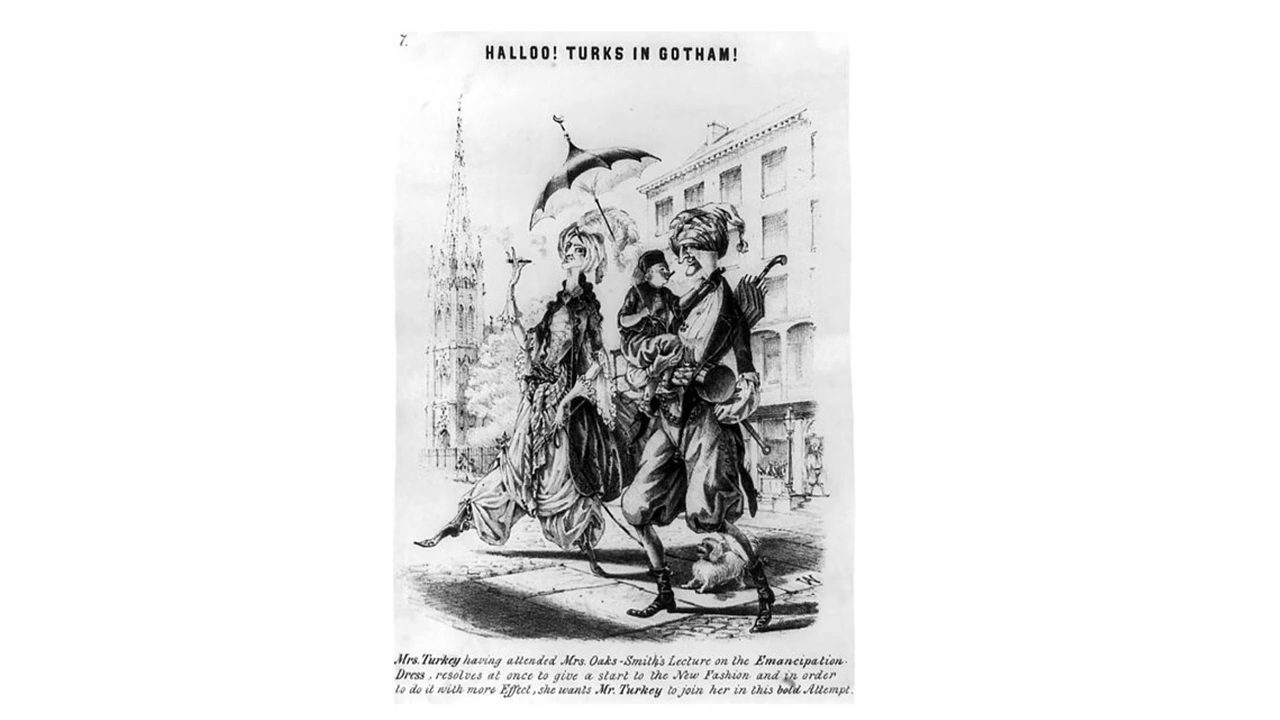 7.
HALLOO! TURKS IN GOTHAM!
W
Mrs. Turkey having attended Mrs. Oaks-Smith's Lecture on the Emancipation-
Dress, resolves at once to give a start to the New Fashion and in order
to do it with more Effect, she wants Mr. Turkey to join her in this bold Attempt.